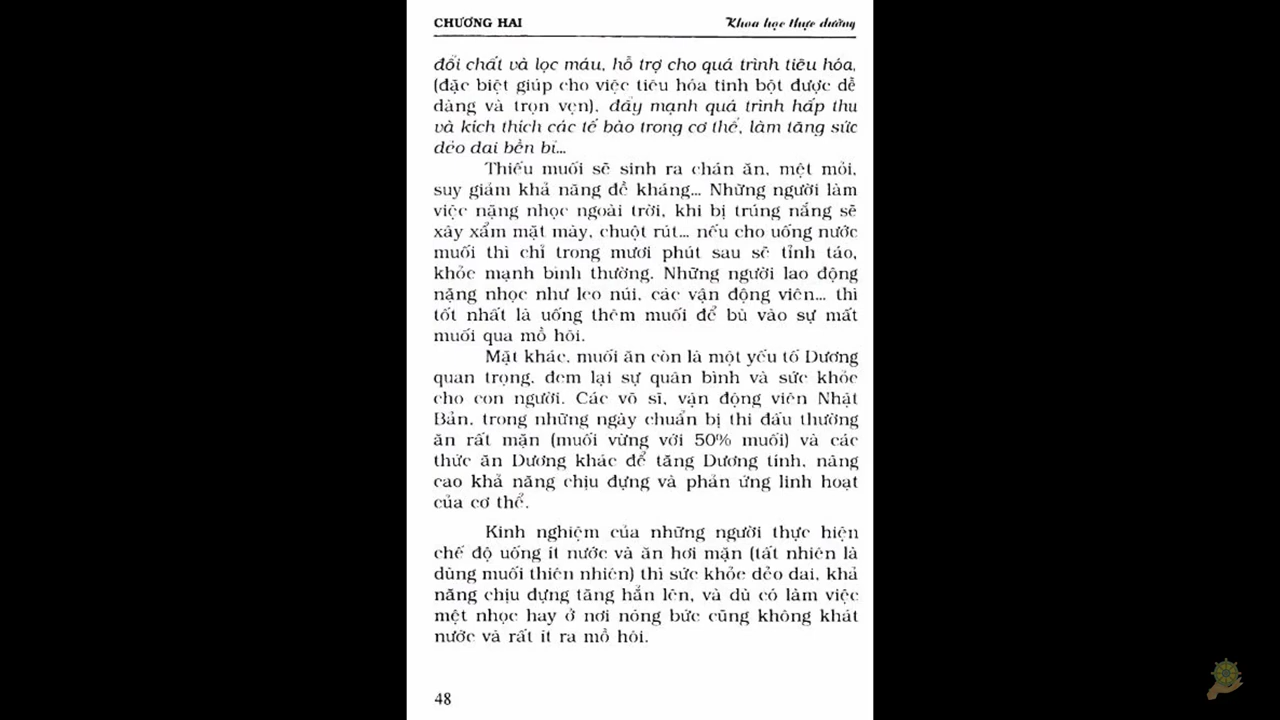 CHƯƠNG HAI
Khoa học thực dưỡng
đổi chất và lọc máu, hỗ trợ cho quá trình tiêu hóa,
(đặc biệt giúp cho việc tiêu hóa tinh bột được dễ
dàng và trọn vẹn), đẩy mạnh quá trình hấp thu
và kích thích các tế bào trong cơ thể, làm tăng sức
dẻo dai bền bỉ...
Thiếu muối sẽ sinh ra chán ăn, mệt mỏi,
suy giảm khả năng đề kháng... Những người làm
việc nặng nhọc ngoài trời, khi bị trúng nắng sẽ
xây xẩm mặt mày, chuột rút... nếu cho uống nước
muối thì chỉ trong mươi phút sau sẽ tỉnh táo,
khỏe mạnh bình thường. Những người lao động
nặng nhọc như leo núi, các vận động viên... thì
tốt nhất là uống thêm muối để bù vào sự mất
muối qua mồ hôi.
Mặt khác, muối ăn còn là một yếu tố Dương
quan trọng, đem lại sự quân bình và sức khỏe
cho con người. Các võ sĩ, vận động viên Nhật
Bản, trong những ngày chuẩn bị thi đấu thường
ăn rất mặn (muối vừng với 50% muối) và các
thức ăn Dương khác để tăng Dương tính, nâng
cao khả năng chịu đựng và phản ứng linh hoạt
của cơ thể.
Kinh nghiệm của những người thực hiện
chế độ uống ít nước và ăn hơi mặn (tất nhiên là
dùng muối thiên nhiên) thì sức khỏe dẻo dai, khả
năng chịu đựng tăng hẳn lên, và dù có làm việc
mệt nhọc hay ở nơi nóng bức cũng không khát
nước và rất ít ra mồ hôi.
48